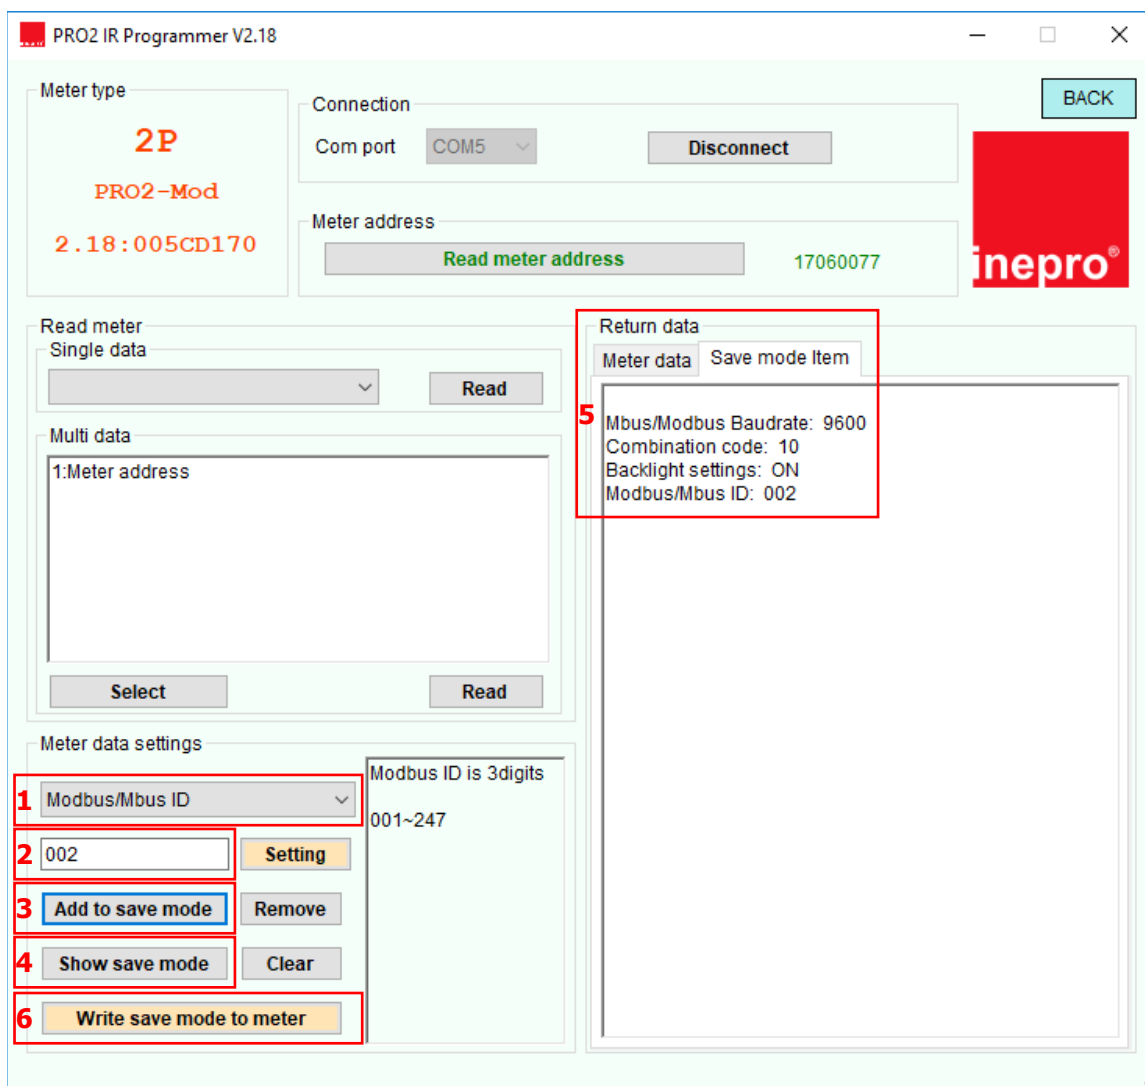 PRO2 IR Programmer V2.18
Meter type
2P
PRO2-Mod
2.18:005CD170
Connection
Com port COM5 Disconnect
BACK
Meter address
Read meter address 17060077
inepro®
Read meter
Single data
Read
Multi data
1:Meter address
Select Read
Return data
Meter data Save mode Item
5
Mbus/Modbus Baudrate: 9600
Combination code: 10
Backlight settings: ON
Modbus/Mbus ID: 002
Meter data settings
1 Modbus/Mbus ID
2 002 Setting
3 Add to save mode Remove
4 Show save mode Clear
6 Write save mode to meter
Modbus ID is 3digits
001~247